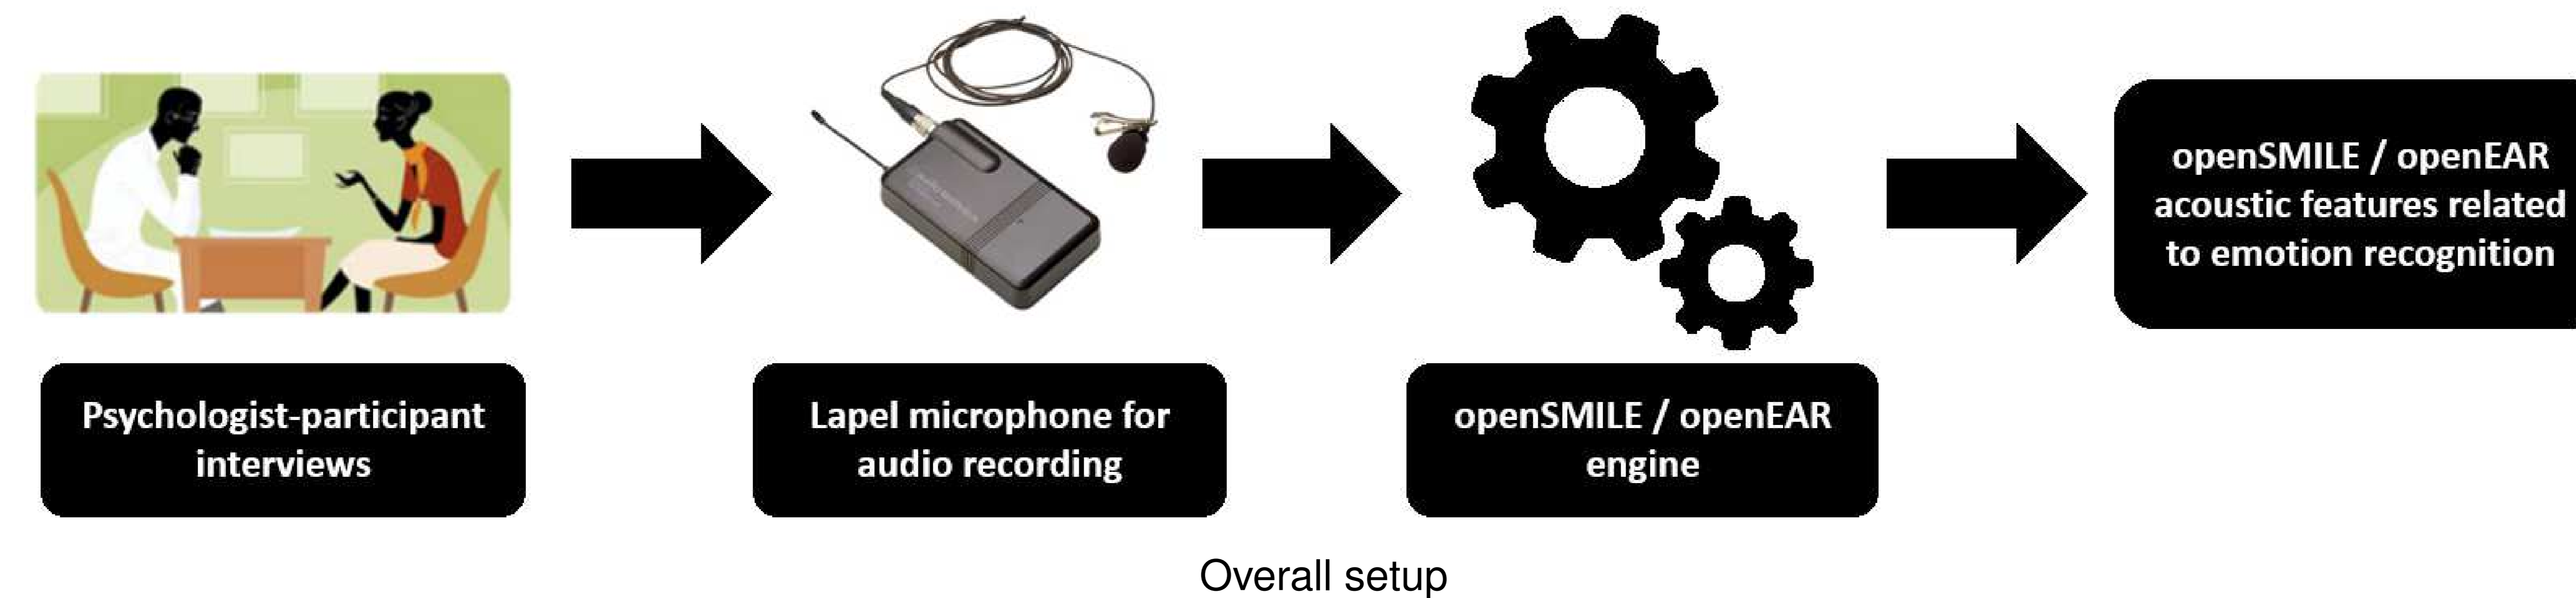 Psychologist-participant
interviews
Lapel microphone for
audio recording
openSMILE / openEAR
engine
openSMILE / openEAR
acoustic features related
to emotion recognition
Overall setup